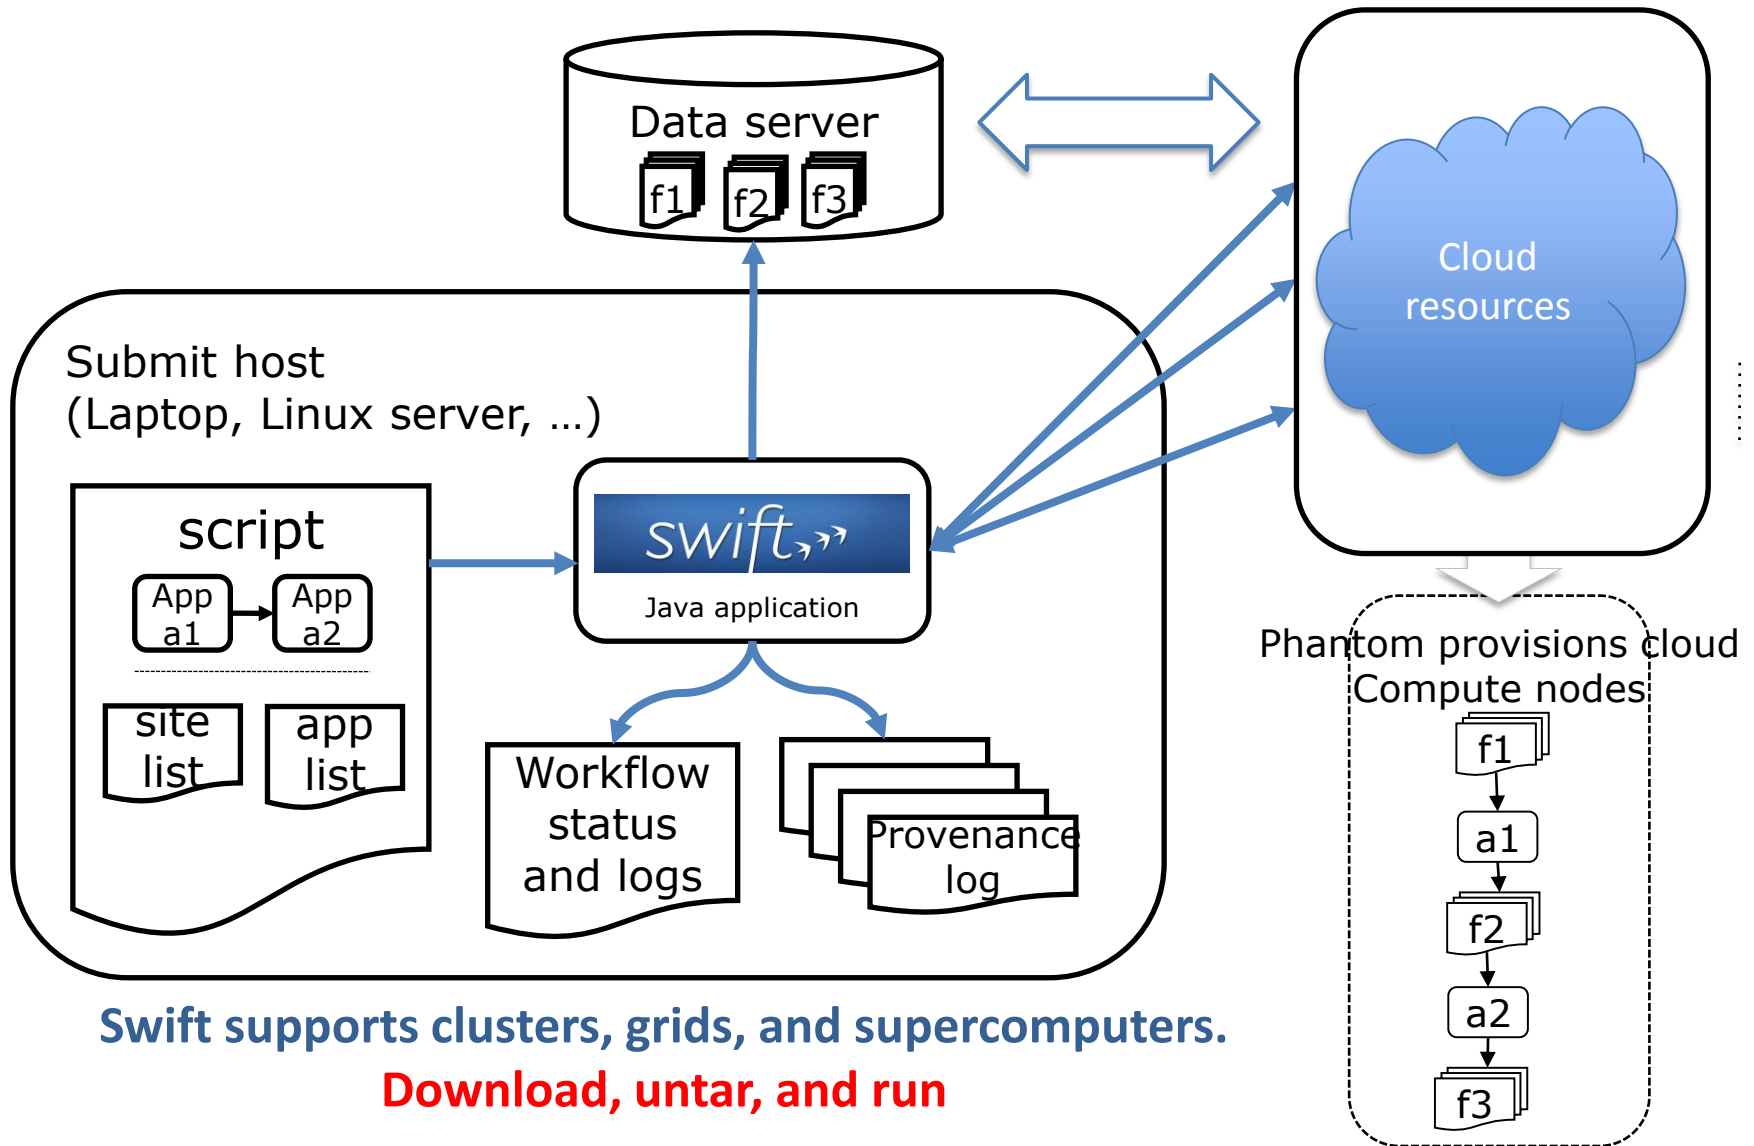 Data server
f1 f2 f3
Cloud
resources
Submit host
(Laptop, Linux server, ...)
script
App
a1
App
a2
site
list
app
list
swift
Java application
Workflow
status
and logs
Provenance
log
Phantom provisions cloud
Compute nodes
f1
a1
f2
a2
f3
Swift supports clusters, grids, and supercomputers.
Download, untar, and run